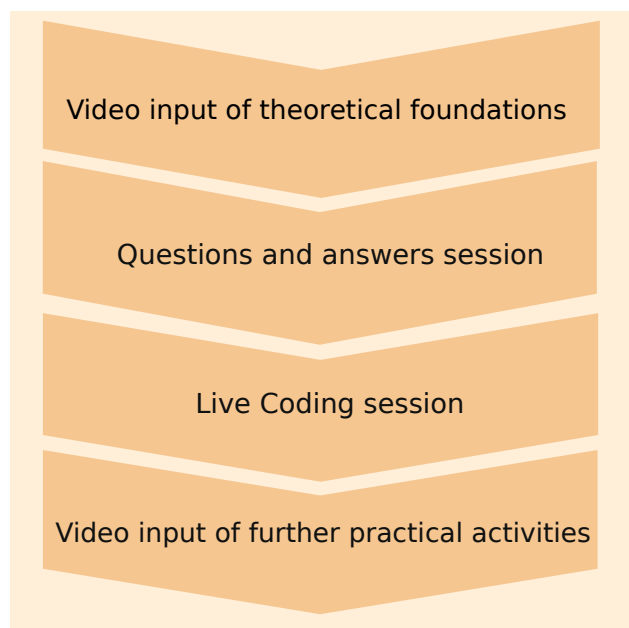 Video input of theoretical foundations
Questions and answers session
Live Coding session
Video input of further practical activities